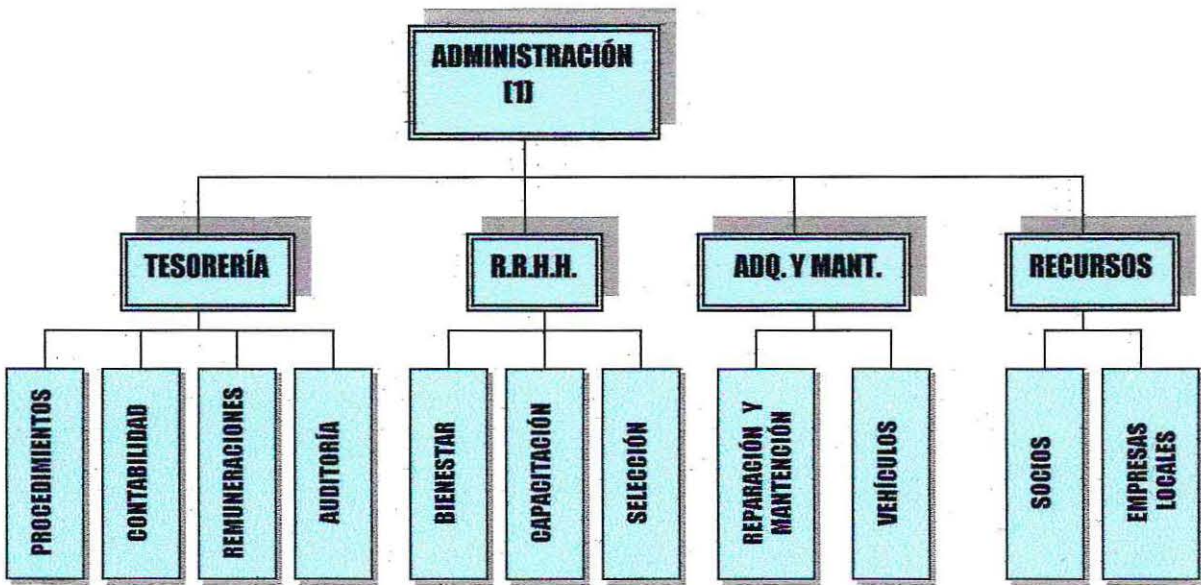 ADMINISTRACIÓN
(1)
TESORERÍA
R.R.H.H.
ADQ. Y MANT.
RECURSOS
PROCEDIMIENTOS
CONTABILIDAD
REMUNERACIONES
AUDITORÍA
BIENESTAR
CAPACITACIÓN
SELECCIÓN
REPARACIÓN Y
MANTENCIÓN
VEHÍCULOS
SOCIOS
EMPRESAS
LOCALES